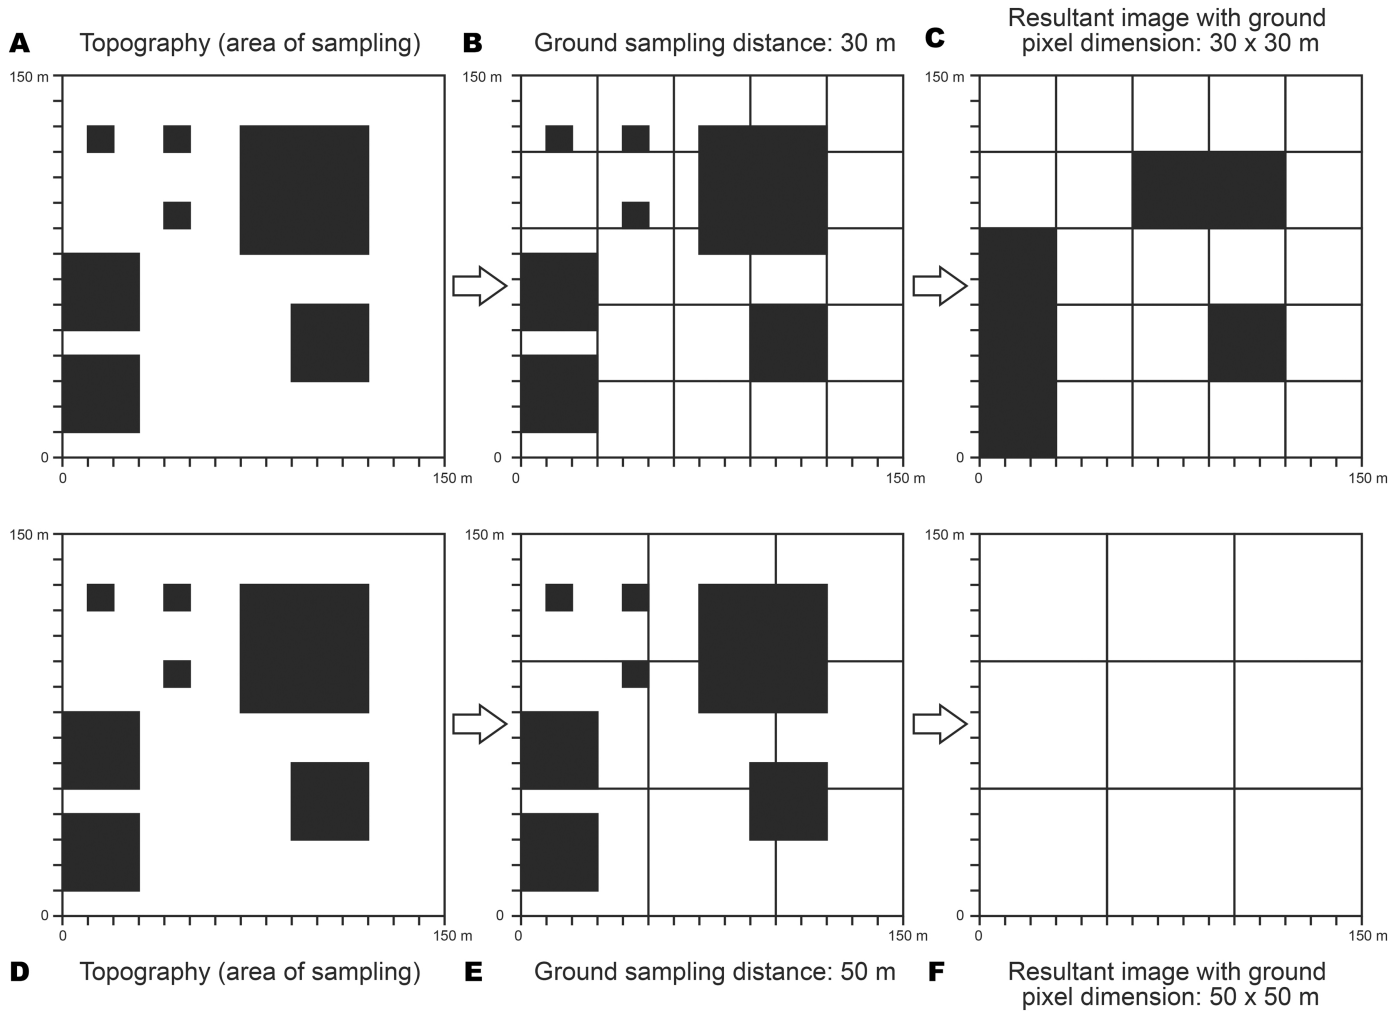 A Topography (area of sampling)
B Ground sampling distance: 30 m
C Resultant image with ground
pixel dimension: 30 x 30 m
150 m
0
0
150 m
150 m
0
0
150 m
150 m
0
0
150 m
150 m
0
0
150 m
150 m
0
0
150 m
150 m
0
0
150 m
D Topography (area of sampling)
E Ground sampling distance: 50 m
F Resultant image with ground
pixel dimension: 50 x 50 m